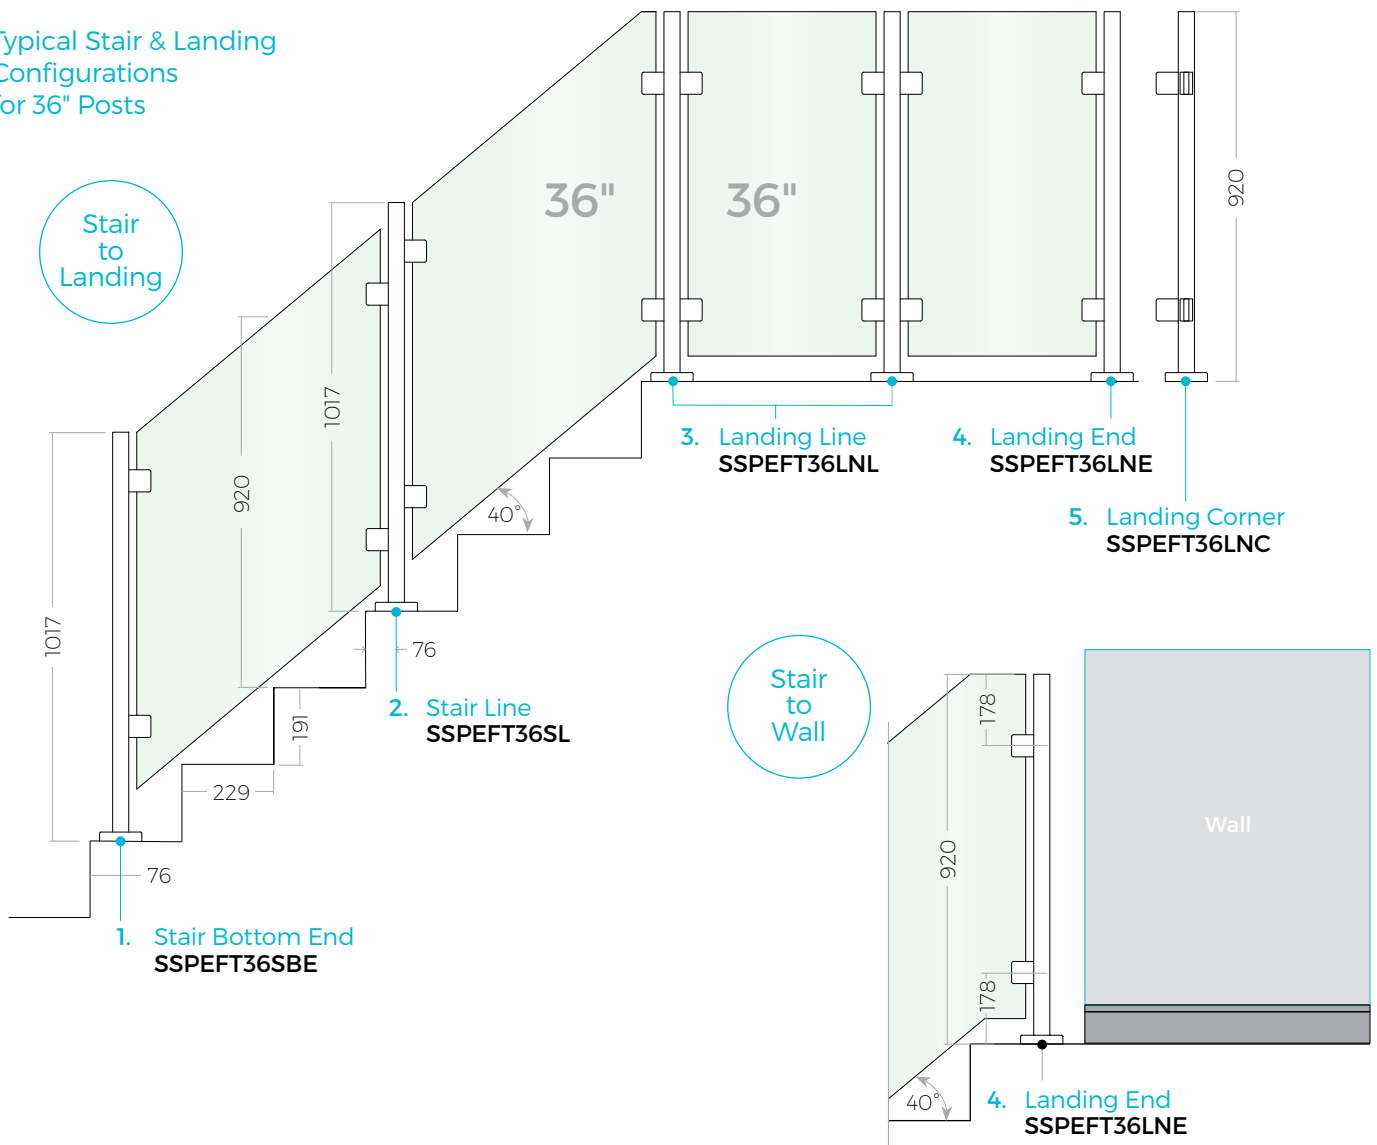 Typical Stair & Landing
Configurations
for 36" Posts
Stair
to
Landing
36" 36"
920
1017
920
1017
40°
3. Landing Line
SSPEFT36LNL
4. Landing End
SSPEFT36LNE
5. Landing Corner
SSPEFT36LNC
76
191
229
2. Stair Line
SSPEFT36SL
76
1. Stair Bottom End
SSPEFT36SBE
Stair
to
Wall
178
920
178
40°
Wall
4. Landing End
SSPEFT36LNE